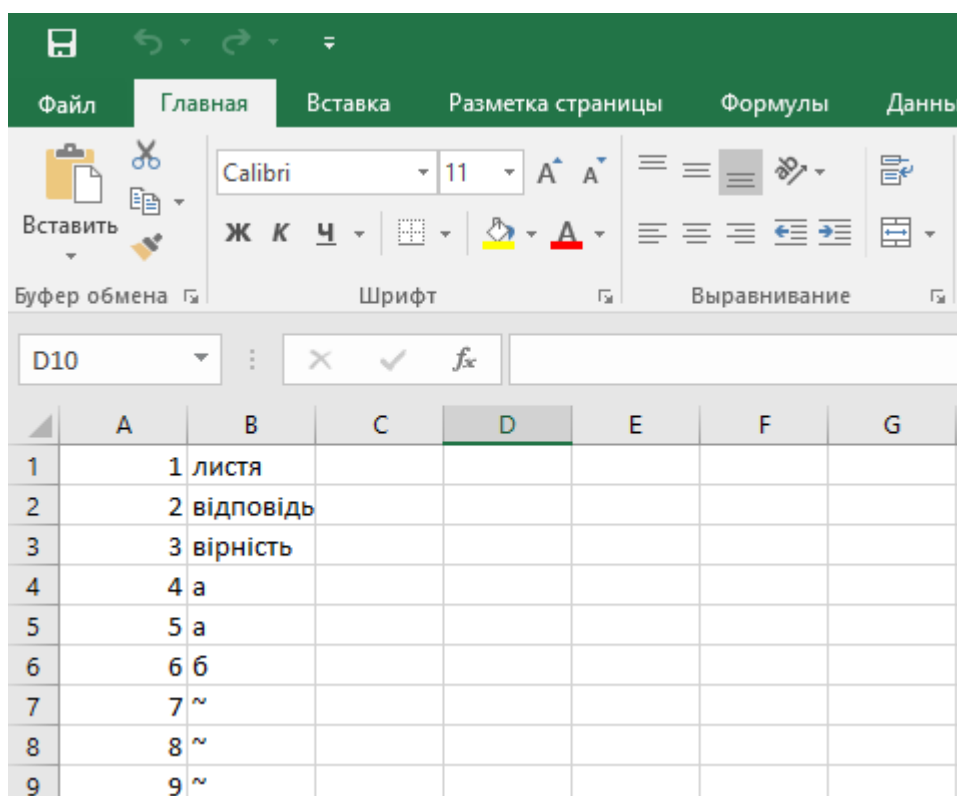 Файл Главная Вставка Разметка страницы Формулы Данны
Calibri 11
Вставить Ж К Ч А
Буфер обмена Шрифт Выравнивание
D10 fx
A B C D E F G
1 1 листя
2 2 відповідь
3 3 вірність
4 4 а
5 5 а
6 6 б
7 7 ~
8 8 ~
9 9 ~